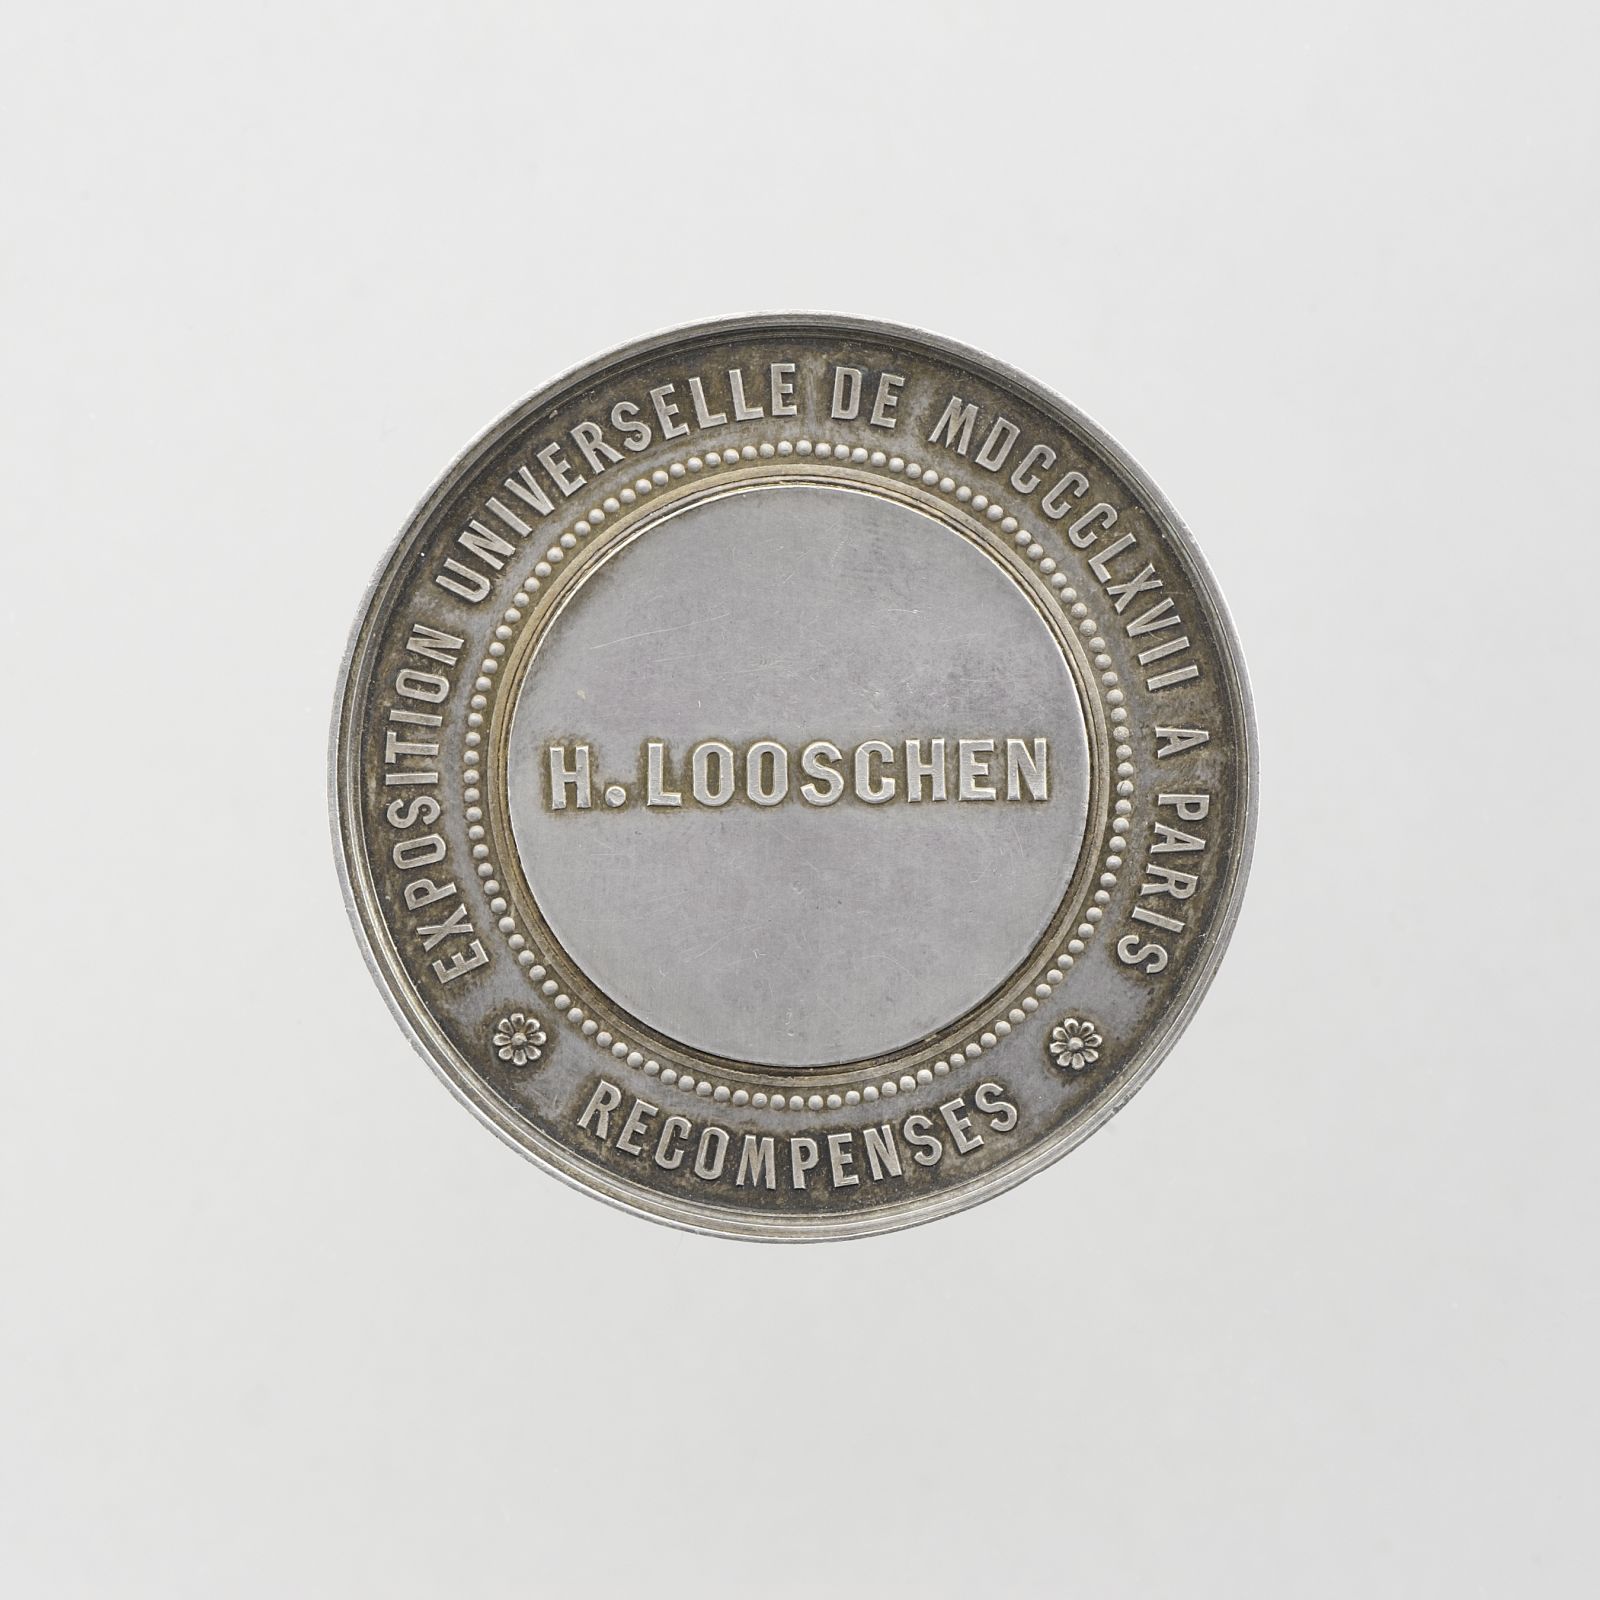 EXPOSITION UNIVERSELLE DE MDCCCLXVII A PARIS
H. LOOSCHEN
RECOMPENSES